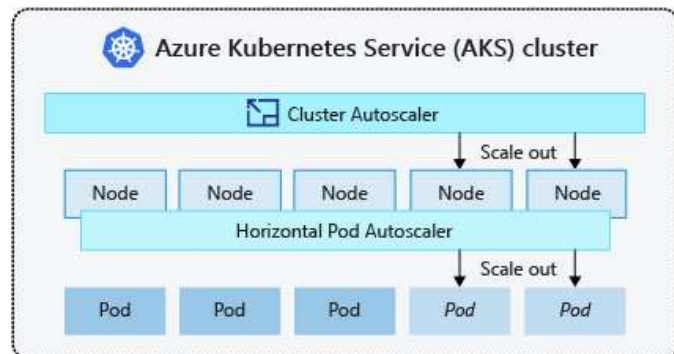 Azure Kubernetes Service (AKS) cluster
Cluster Autoscaler
Scale out
Node Node Node Node Node
Horizontal Pod Autoscaler
Scale out
Pod Pod Pod Pod Pod